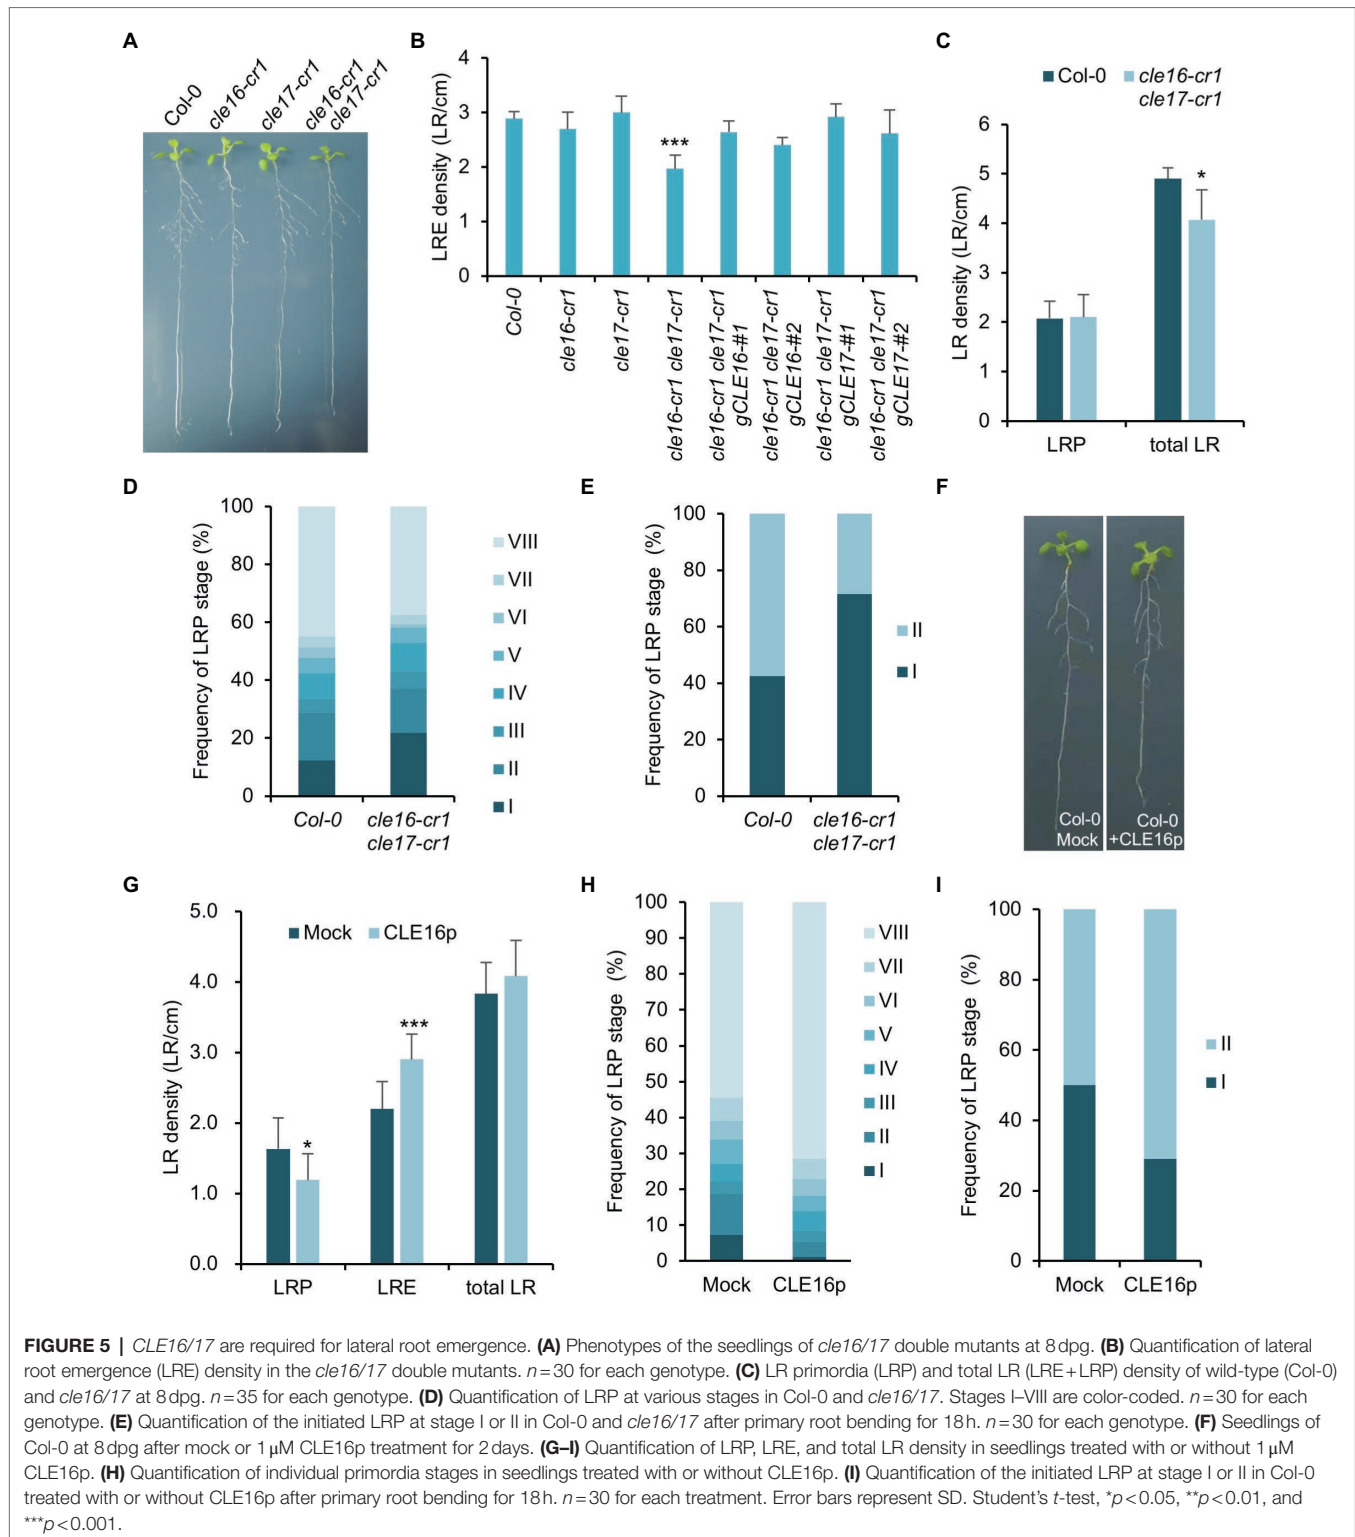 A
Col-0
cle16-cr1
cle17-cr1
cle16-cr1
cle17-cr1
B
LRE density (LR/cm)
4
3
2
1
0
***
Col-0
cle16-cr1
cle17-cr1
cle16-cr1 cle17-cr1
cle16-cr1 cle17-cr1
gCLE16-#1
cle16-cr1 cle17-cr1
gCLE16-#2
cle16-cr1 cle17-cr1
gCLE17-#1
cle16-cr1 cle17-cr1
gCLE17-#2
C
Col-0
cle16-cr1
cle17-cr1
LR density (LR/cm)
6
5
4
3
2
1
0
*
LRP
total LR
D
Frequency of LRP stage (%)
100
80
60
40
20
0
Col-0
cle16-cr1
cle17-cr1
VIII
VII
VI
V
IV
III
II
I
E
Frequency of LRP stage (%)
100
80
60
40
20
0
Col-0
cle16-cr1
cle17-cr1
II
I
F
Col-0
Mock
Col-0
+CLE16p
G
LR density (LR/cm)
5.0
4.0
3.0
2.0
1.0
0.0
Mock
CLE16p
*
***
LRP
LRE
total LR
H
Frequency of LRP stage (%)
100
90
80
70
60
50
40
30
20
10
0
Mock
CLE16p
VIII
VII
VI
V
IV
III
II
I
I
Frequency of LRP stage (%)
100
80
60
40
20
0
Mock
CLE16p
II
I
FIGURE 5 | CLE16/17 are required for lateral root emergence. (A) Phenotypes of the seedlings of cle16/17 double mutants at 8 dpg. (B) Quantification of lateral
root emergence (LRE) density in the cle16/17 double mutants. n = 30 for each genotype. (C) LR primordia (LRP) and total LR (LRE + LRP) density of wild-type (Col-0)
and cle16/17 at 8 dpg. n = 35 for each genotype. (D) Quantification of LRP at various stages in Col-0 and cle16/17. Stages I–VIII are color-coded. n = 30 for each
genotype. (E) Quantification of the initiated LRP at stage I or II in Col-0 and cle16/17 after primary root bending for 18 h. n = 30 for each genotype. (F) Seedlings of
Col-0 at 8 dpg after mock or 1 μM CLE16p treatment for 2 days. (G–I) Quantification of LRP, LRE, and total LR density in seedlings treated with or without 1 μM
CLE16p. (H) Quantification of individual primordia stages in seedlings treated with or without CLE16p. (I) Quantification of the initiated LRP at stage I or II in Col-0
treated with or without CLE16p after primary root bending for 18 h. n = 30 for each treatment. Error bars represent SD. Student's t-test, *p < 0.05, **p < 0.01, and
***p < 0.001.